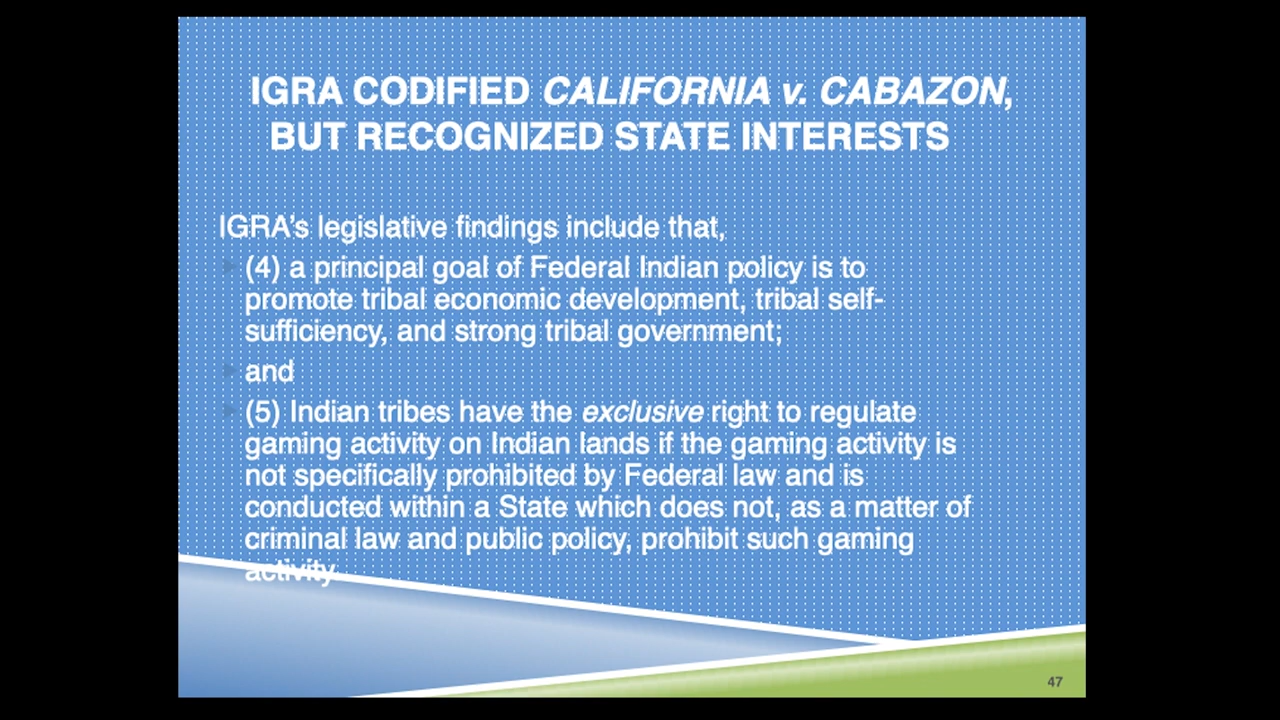 IGRA CODIFIED CALIFORNIA v. CABAZON,
BUT RECOGNIZED STATE INTERESTS
IGRA’s legislative findings include that,
(4) a principal goal of Federal Indian policy is to
promote tribal economic development, tribal self-
sufficiency, and strong tribal government;
and
(5) Indian tribes have the exclusive right to regulate
gaming activity on Indian lands if the gaming activity is
not specifically prohibited by Federal law and is
conducted within a State which does not, as a matter of
criminal law and public policy, prohibit such gaming
activity
47